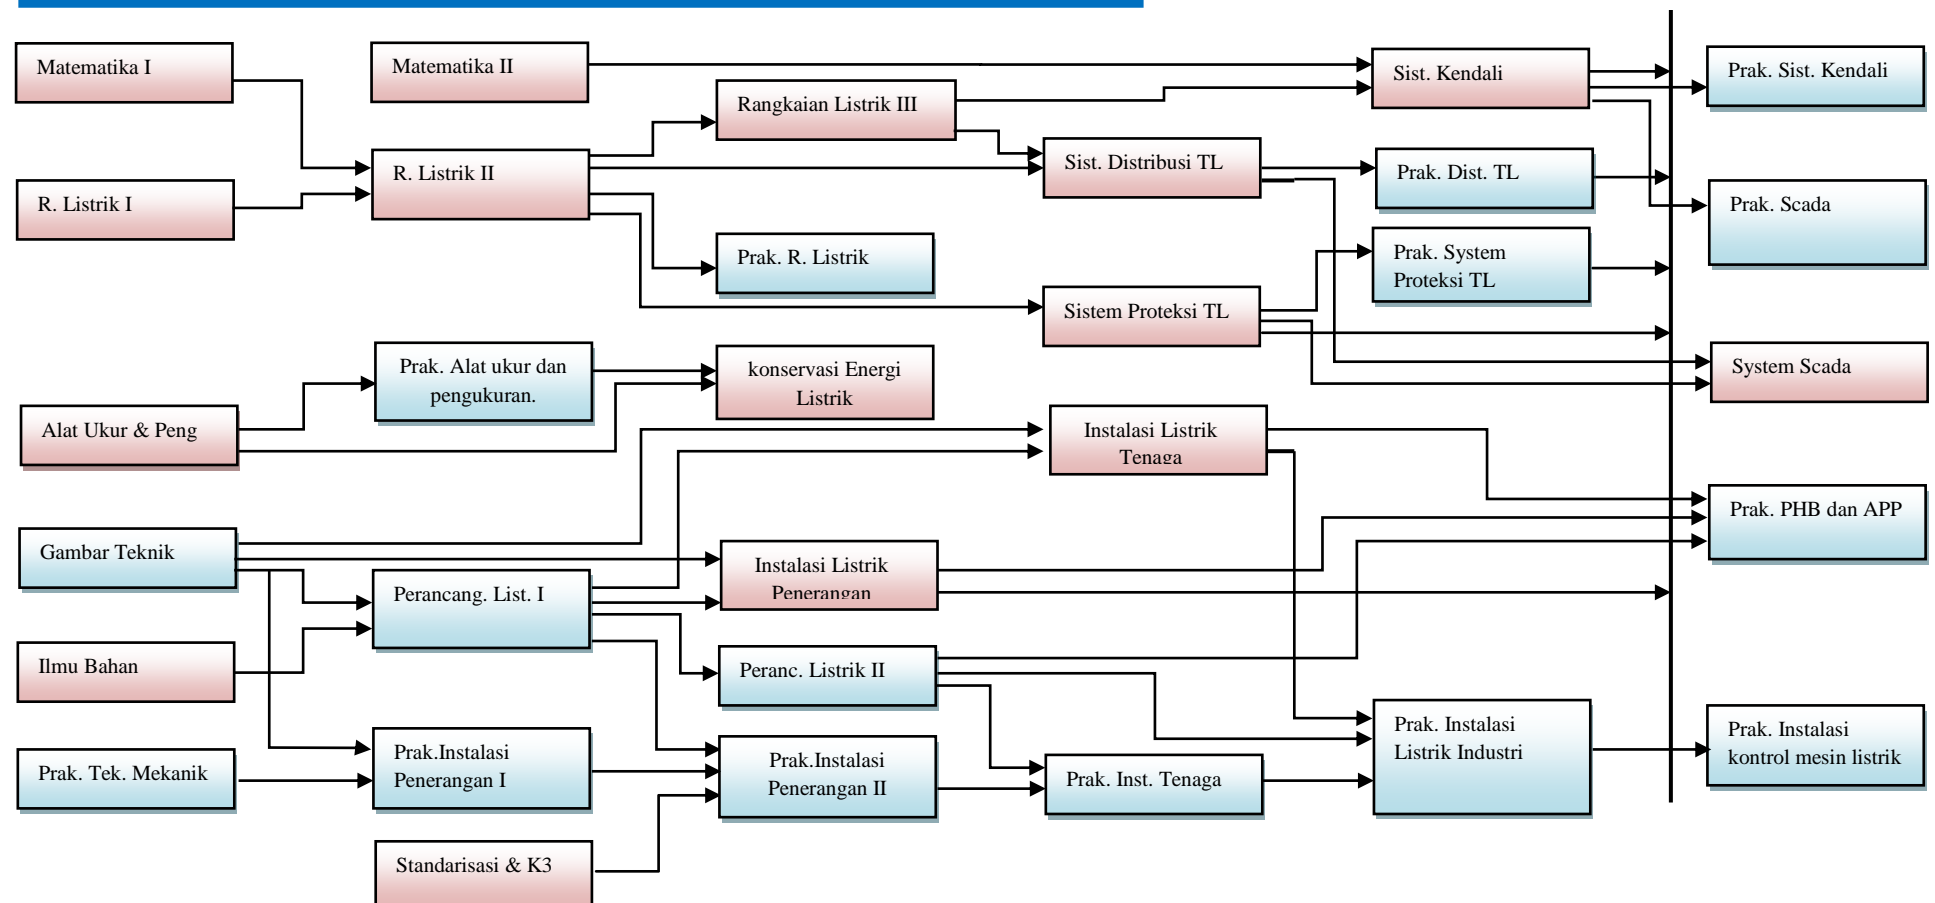 Matematika I
Matematika II
Sist. Kendali
Prak. Sist. Kendali
Rangkaian Listrik III
R. Listrik II
Sist. Distribusi TL
Prak. Dist. TL
R. Listrik I
Prak. Scada
Prak. R. Listrik
Prak. System
Proteksi TL
Sistem Proteksi TL
Prak. Alat ukur dan
pengukuran.
konservasi Energi
Listrik
System Scada
Alat Ukur & Peng
Instalasi Listrik
Tenaga
Prak. PHB dan APP
Gambar Teknik
Instalasi Listrik
Penerangan
Perancang. List. I
Ilmu Bahan
Peranc. Listrik II
Prak. Instalasi
Listrik Industri
Prak. Instalasi
kontrol mesin listrik
Prak. Tek. Mekanik
Prak.Instalasi
Penerangan I
Prak.Instalasi
Penerangan II
Prak. Inst. Tenaga
Standarisasi & K3